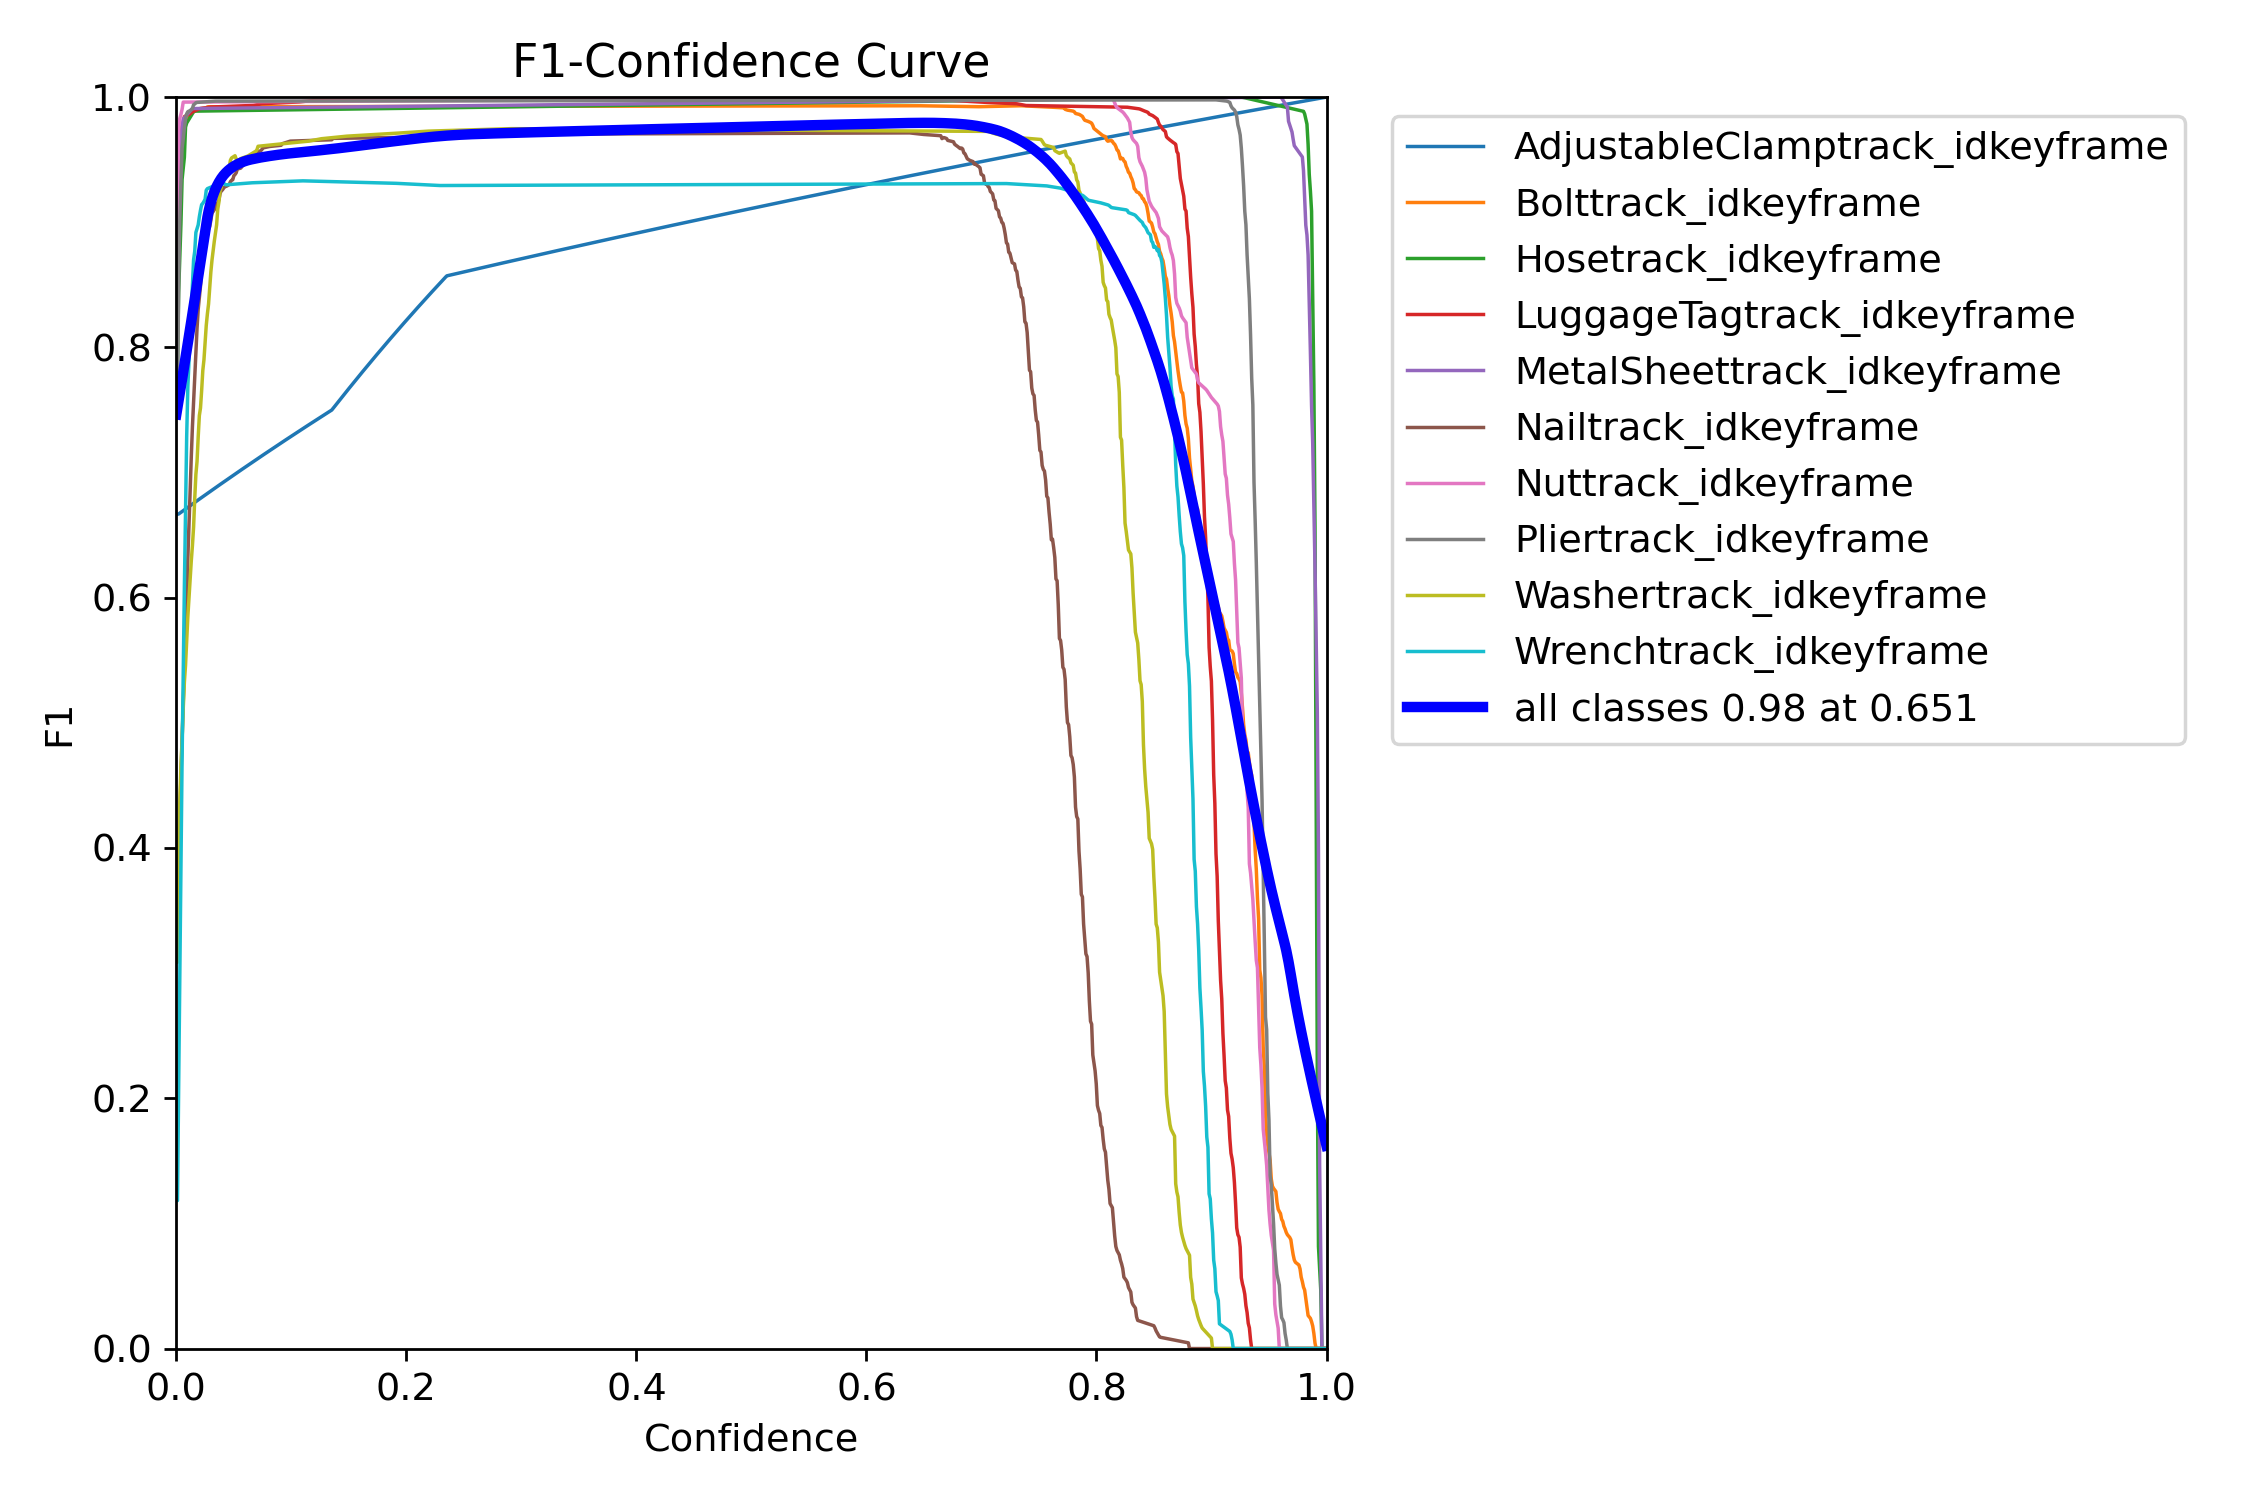 F1-Confidence Curve
1.0
0.8
0.6
0.4
0.2
0.0
F1
0.0 0.2 0.4 0.6 0.8 1.0
Confidence
AdjustableClamptrack_idkeyframe
Bolttrack_idkeyframe
Hosetrack_idkeyframe
LuggageTagtrack_idkeyframe
MetalSheettrack_idkeyframe
Nailtrack_idkeyframe
Nuttrack_idkeyframe
Pliertrack_idkeyframe
Washertrack_idkeyframe
Wrenchtrack_idkeyframe
all classes 0.98 at 0.651